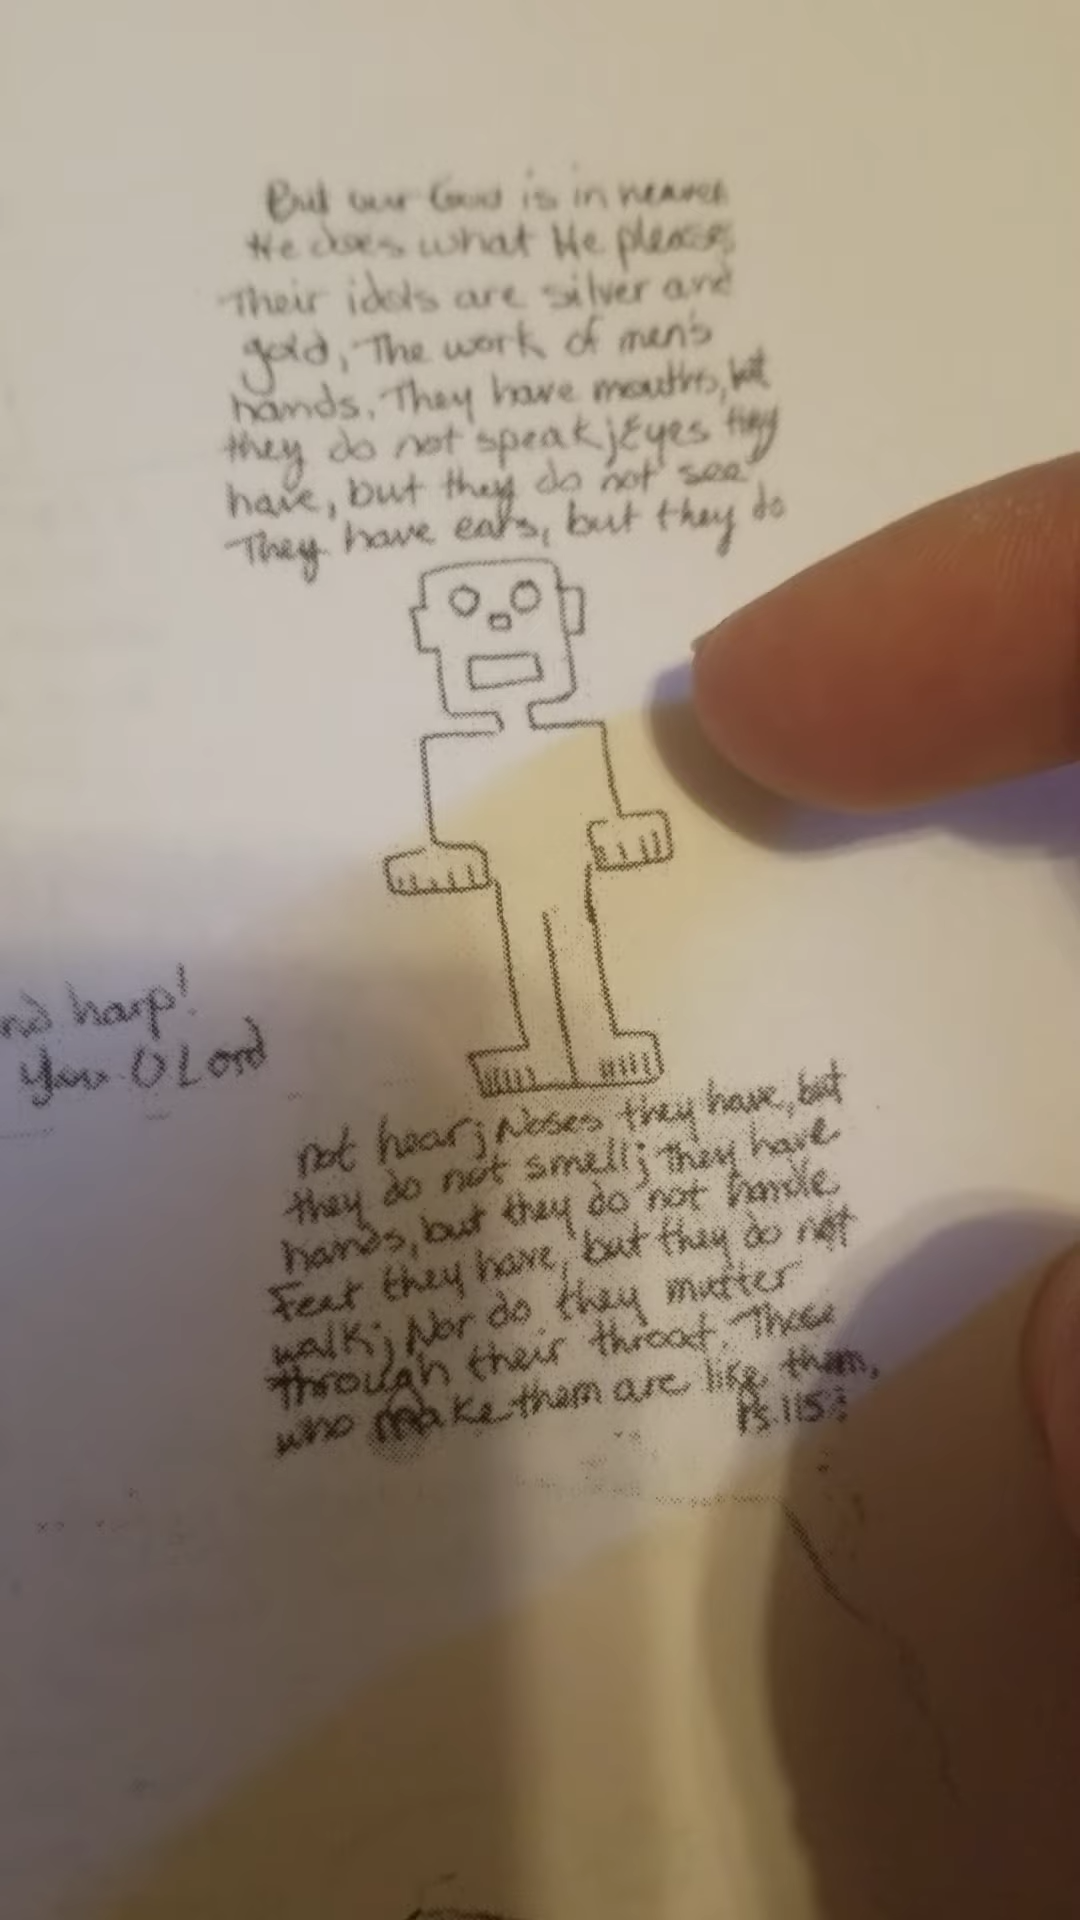 But our God is in heaven
He does what He pleases
Their idols are silver and
gold, The work of men's
hands. They have mouths, but
they do not speak; Eyes they
have, but they do not see
They have ears, but they do
nd harp!
You O Lord
not hear; Noses they have, but
they do not smell; They have
hands, but they do not handle
Feet they have, but they do not
walk; Nor do they mutter
through their throat. Those
who make them are like them,
Ps. 115: